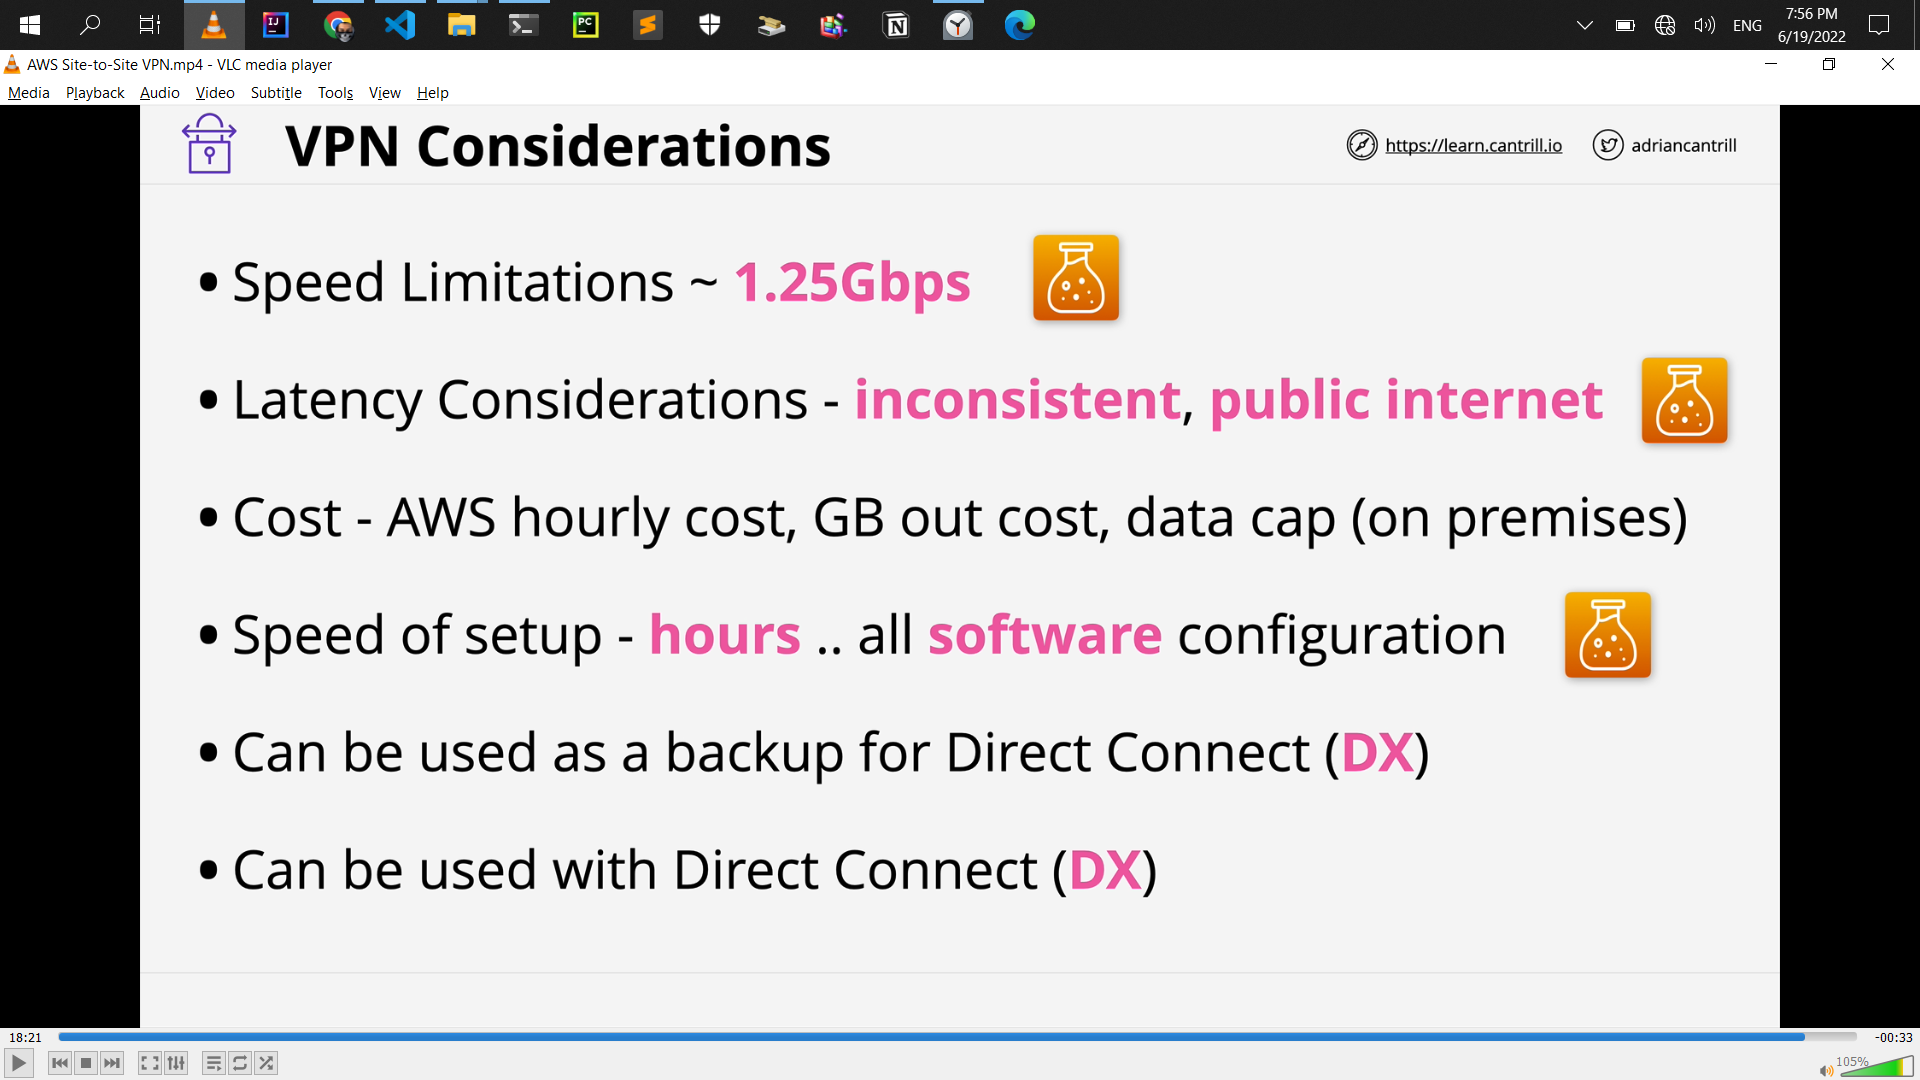 IJ
PC
N
ENG
7:56 PM
6/19/2022
AWS Site-to-Site VPN.mp4 - VLC media player
Media Playback Audio Video Subtitle Tools View Help
VPN Considerations
https://learn.cantrill.io
adriancantrill
• Speed Limitations ~ 1.25Gbps
• Latency Considerations - inconsistent, public internet
• Cost - AWS hourly cost, GB out cost, data cap (on premises)
• Speed of setup - hours .. all software configuration
• Can be used as a backup for Direct Connect (DX)
• Can be used with Direct Connect (DX)
18:21
-00:33
105%